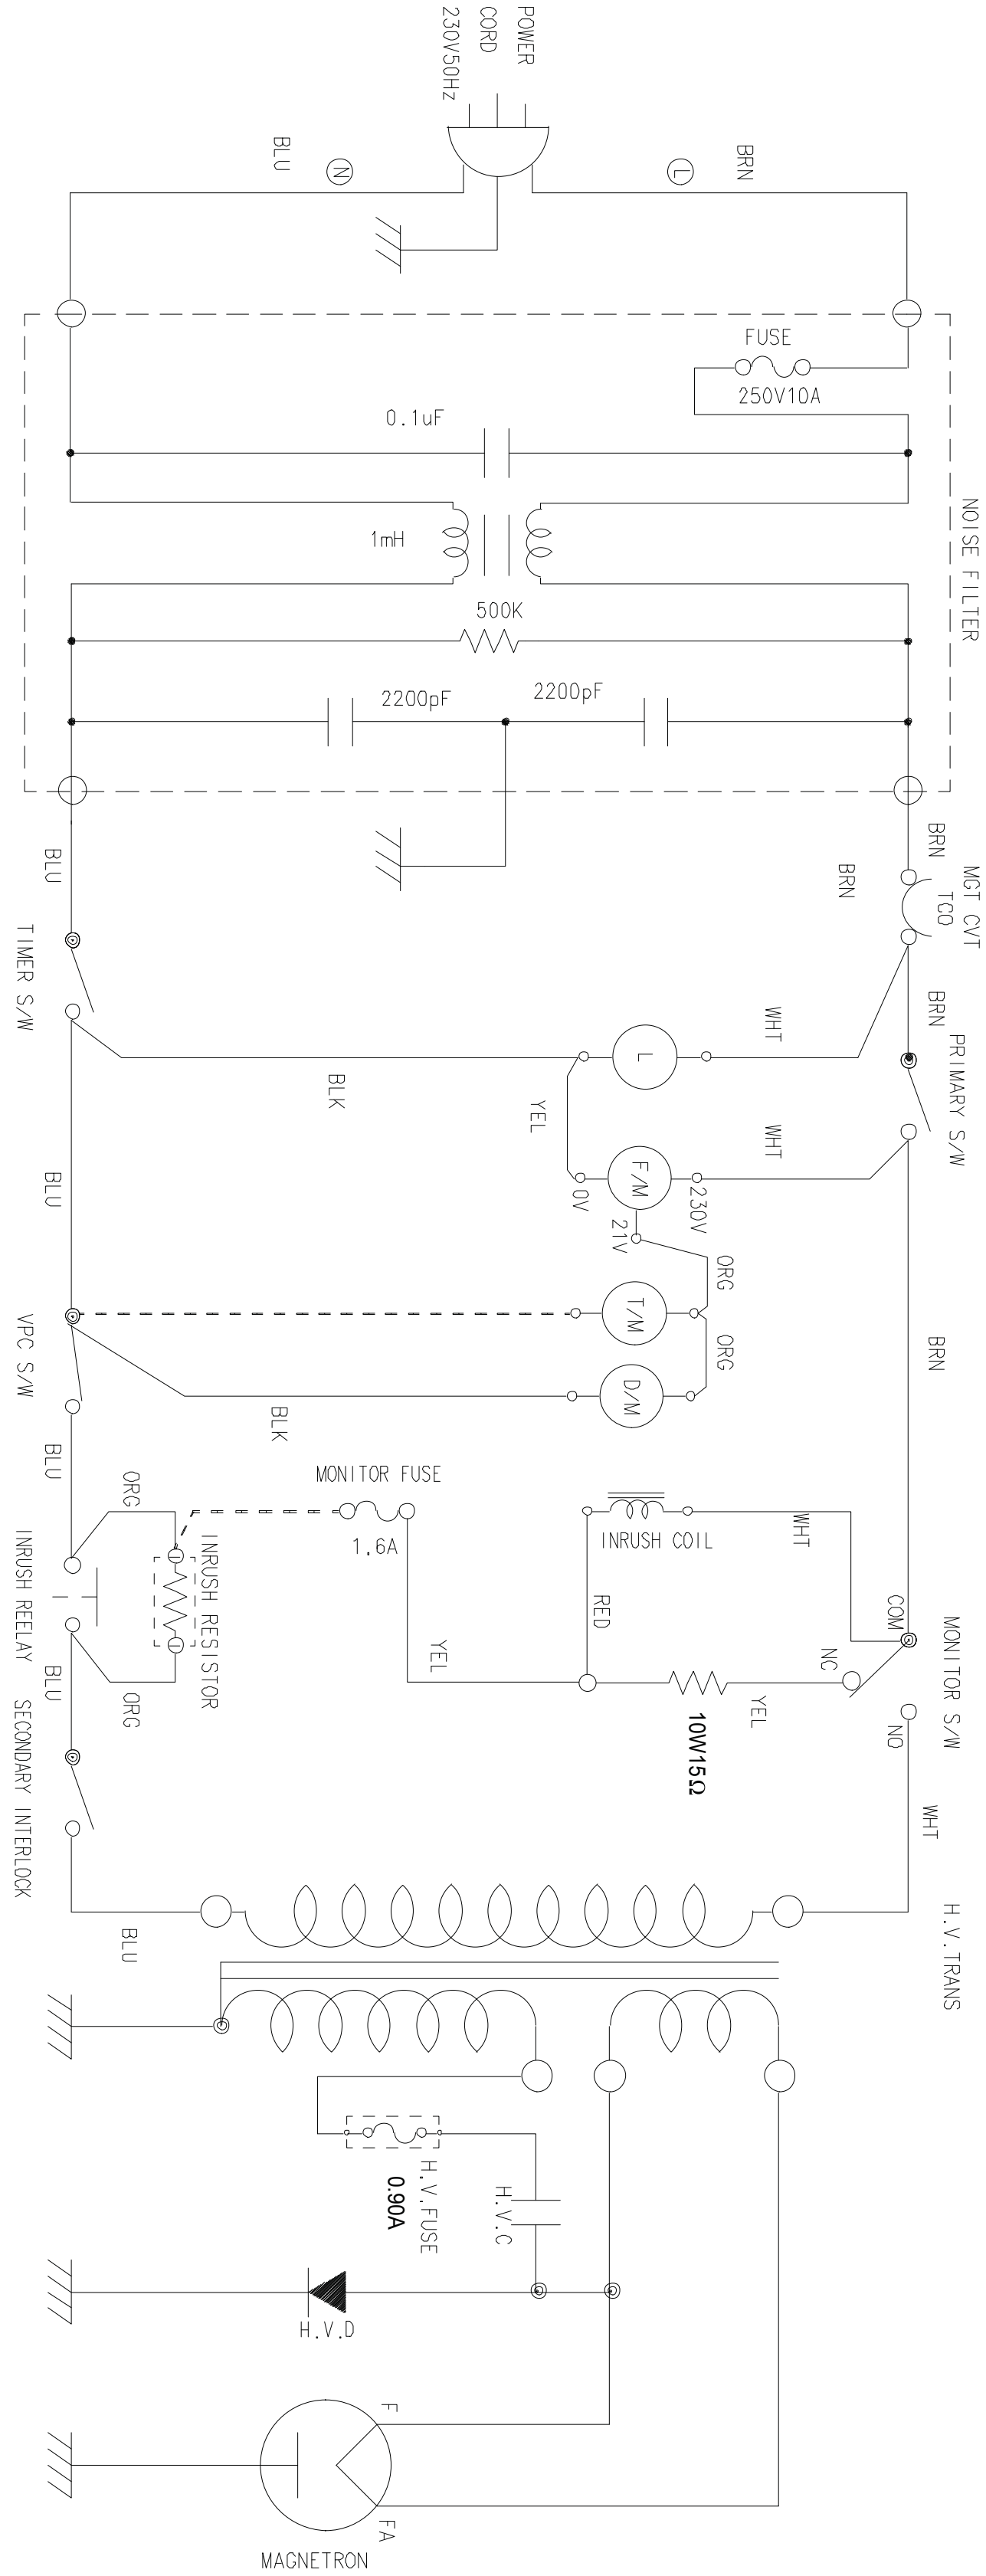 POWER
CORD
230V50Hz
BLU
N
L
BRN
FUSE
250V10A
0.1uF
NOISE FILTER
1mH
500K
2200pF
2200pF
BLU
BRN
BRN
MGT CVT
TCO
TIMER S/W
WHT
BRN
L
BLK
PRIMARY S/W
YEL
WHT
F/M
BLU
0V
230V
21V
ORG
T/M
VPC S/W
ORG
BRN
D/M
BLK
BLU
ORG
MONITOR FUSE
1.6A
INRUSH COIL
WHT
INRUSH REELAY
INRUSH RESISTOR
RED
COM
MONITOR S/W
YEL
NC
BLU
ORG
10W15Ω
YEL
NO
SECONDARY INTERLOCK
WHT
BLU
H.V.TRANS
H.V.FUSE
0.90A
H.V.C
H.V.D
F
FA
MAGNETRON